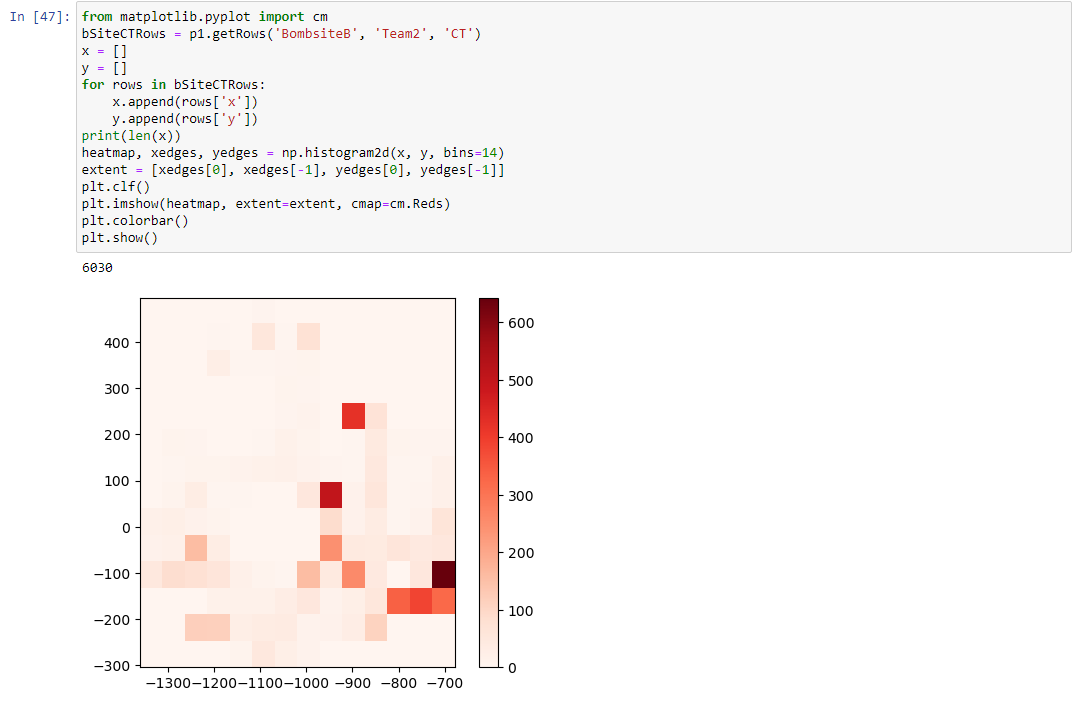 In [47]: from matplotlib.pyplot import cm
bSiteCTRows = p1.getRows('BombsiteB', 'Team2', 'CT')
x = []
y = []
for rows in bSiteCTRows:
    x.append(rows['x'])
    y.append(rows['y'])
print(len(x))
heatmap, xedges, yedges = np.histogram2d(x, y, bins=14)
extent = [xedges[0], xedges[-1], yedges[0], yedges[-1]]
plt.clf()
plt.imshow(heatmap, extent=extent, cmap=cm.Reds)
plt.colorbar()
plt.show()
6030
400
300
200
100
0
−100
−200
−300
−1300 −1200 −1100 −1000 −900 −800 −700
600
500
400
300
200
100
0